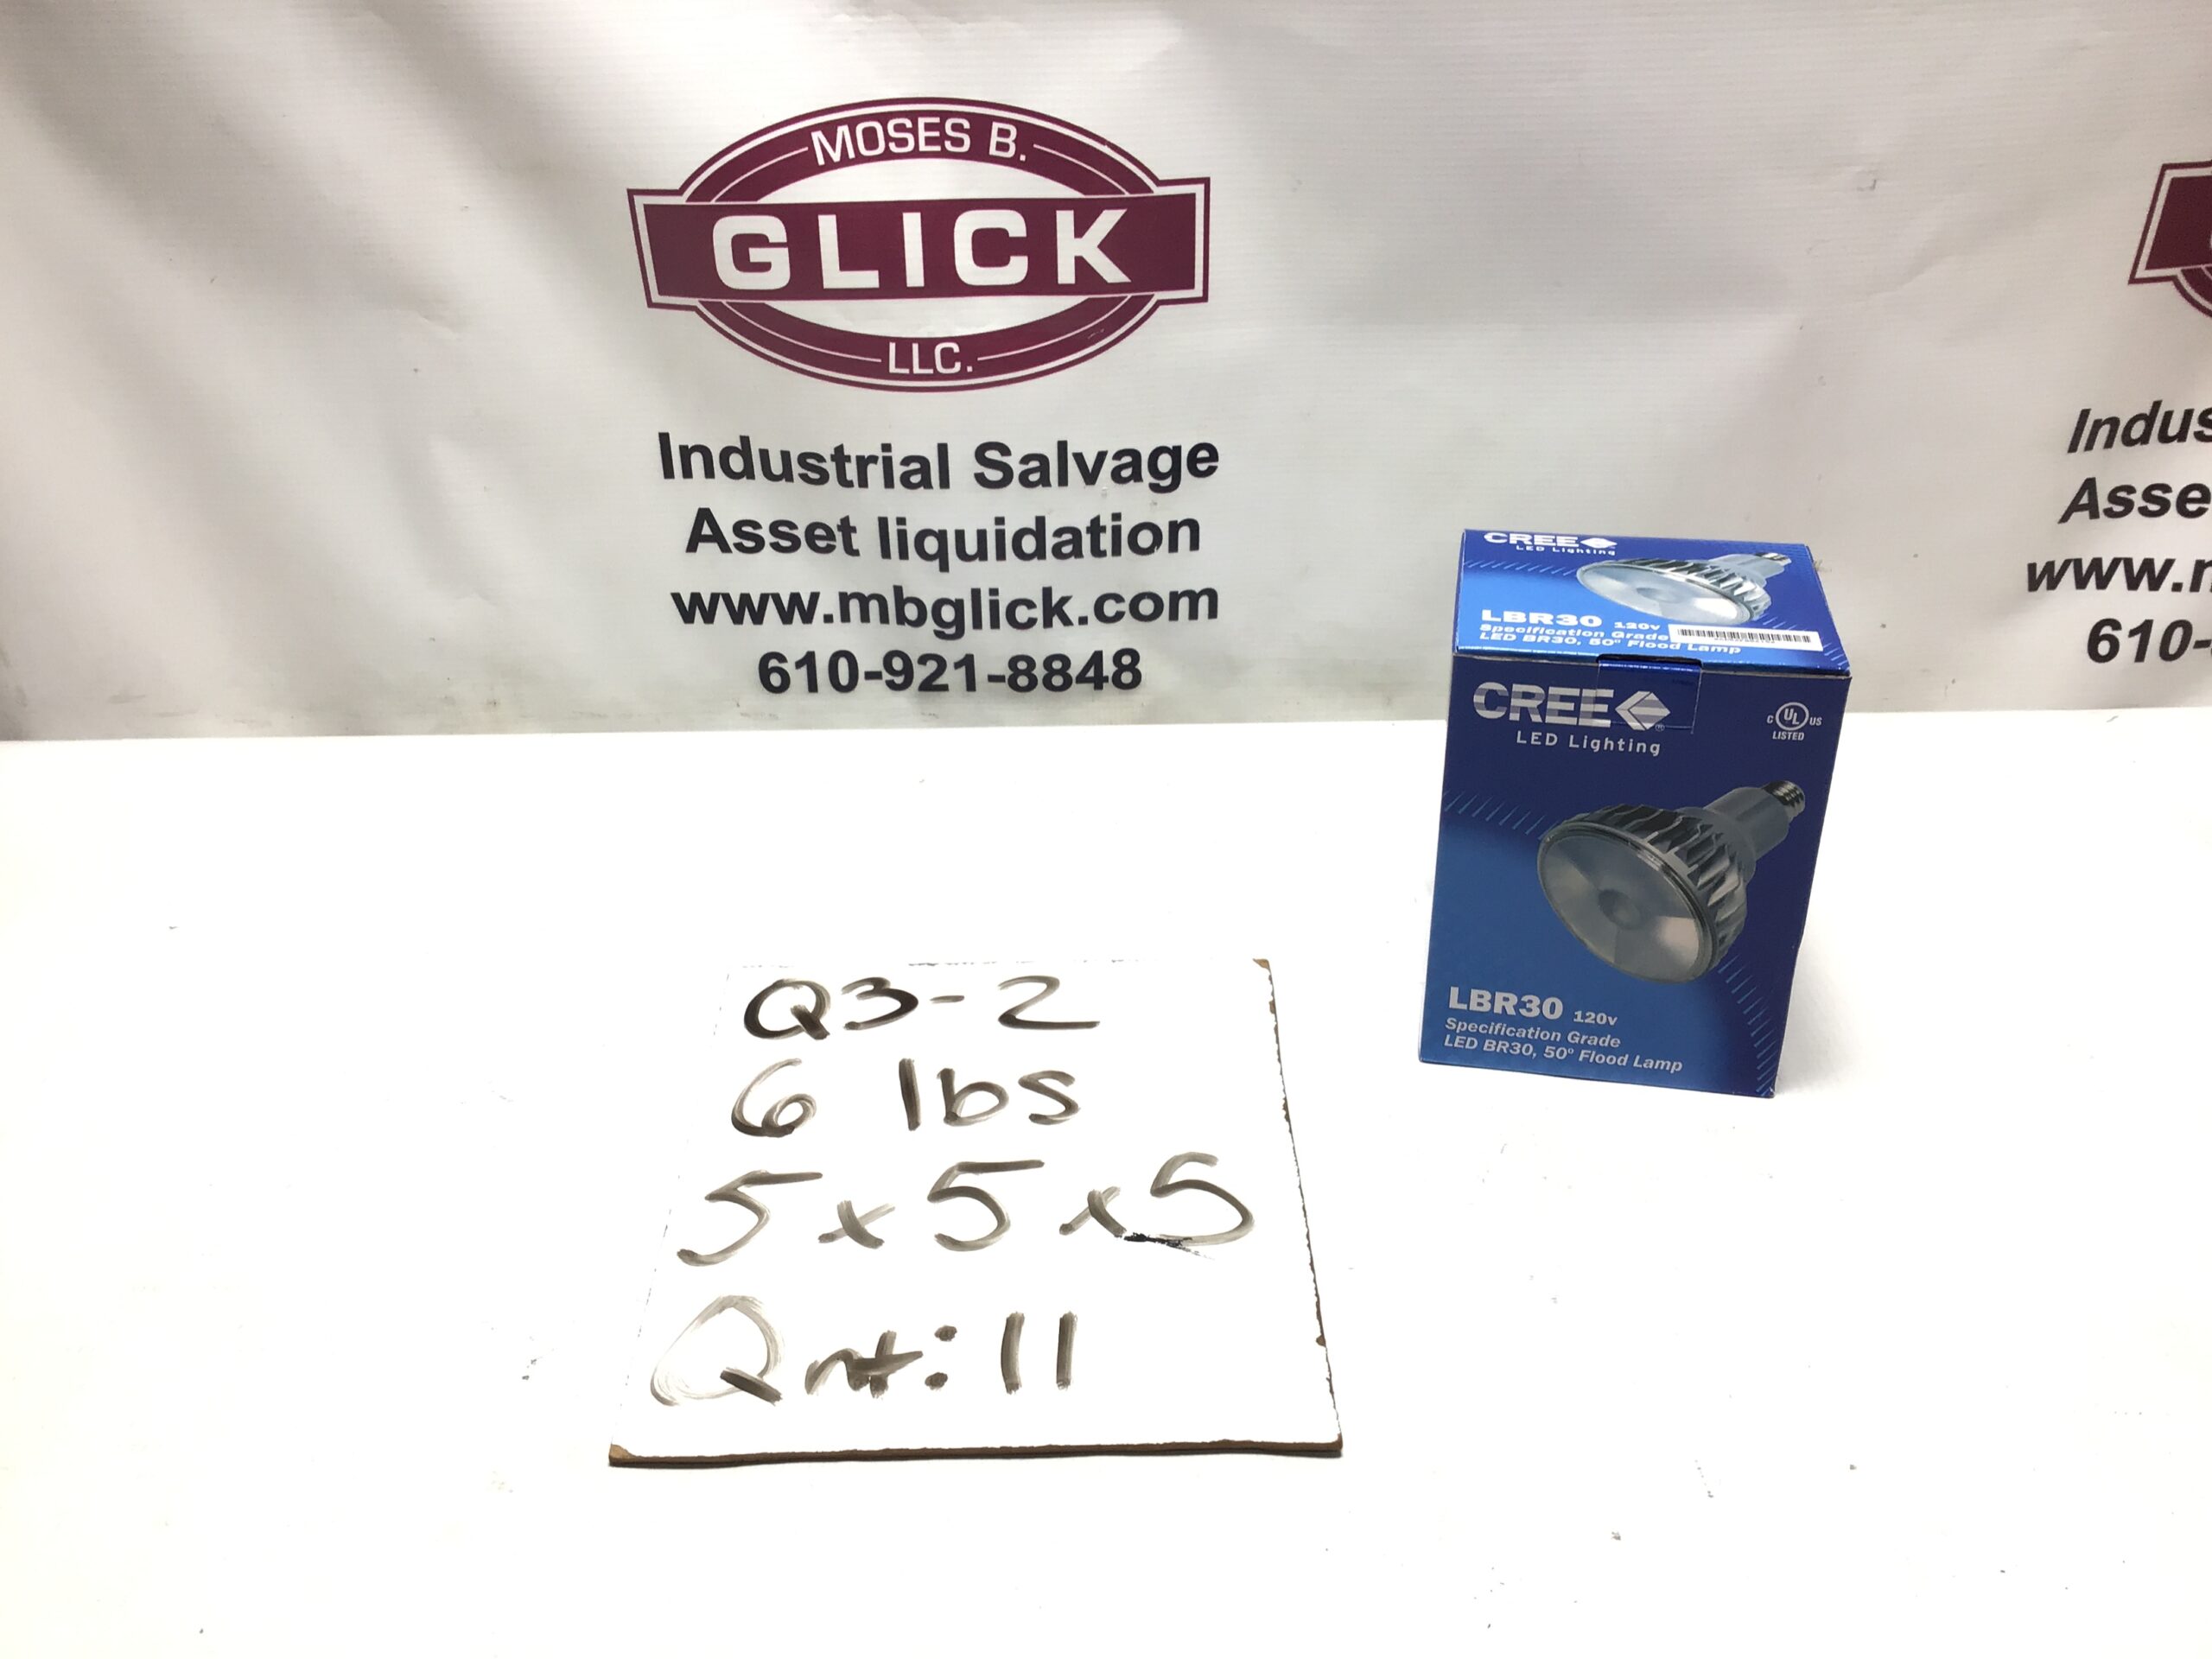 MOSES B.
GLICK
LLC.
Industrial Salvage
Asset liquidation
www.mbglick.com
610-921-8848
Indus
Asse
www.
610-
CREE
LED Lighting
LBR30 120v
Specification Grade
LED BR30, 50° Flood Lamp
CREE
LED Lighting
C UL US
LISTED
LBR30 120v
Specification Grade
LED BR30, 50° Flood Lamp
Q3-2
6 lbs
5x5x5
Qnt: 11